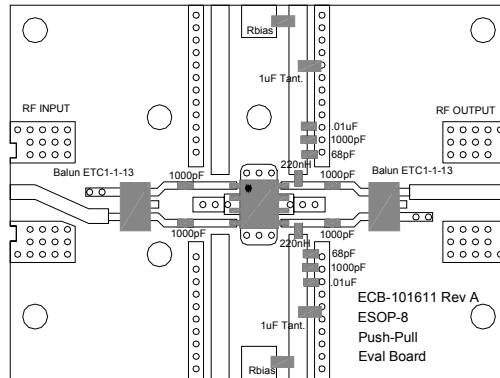 Rbias
1uF Tant.
RF INPUT
RF OUTPUT
.01uF
1000pF
68pF
220nH
Balun ETC1-1-13
1000pF
1000pF
Balun ETC1-1-13
1000pF
220nH
1000pF
68pF
1000pF
.01uF
1uF Tant.
Rbias
ECB-101611 Rev A
ESOP-8
Push-Pull
Eval Board